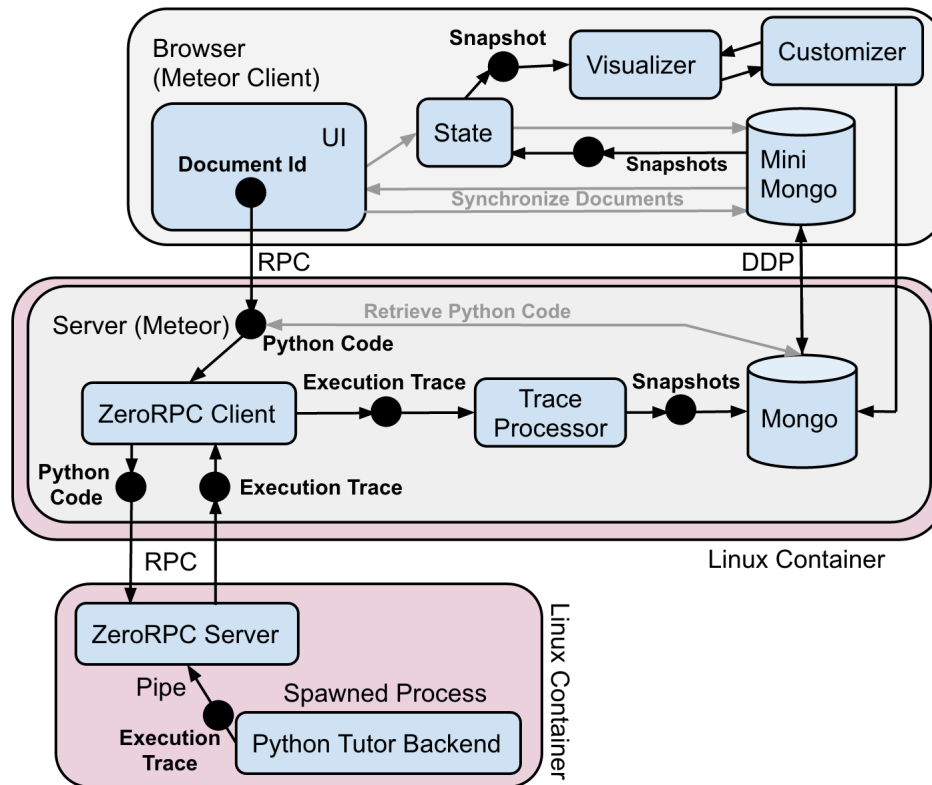 Browser
(Meteor Client)
Snapshot
Visualizer
Customizer
UI
Document Id
State
Snapshots
Mini
Mongo
Synchronize Documents
RPC
DDP
Server (Meteor)
Retrieve Python Code
Python Code
ZeroRPC Client
Execution Trace
Trace
Processor
Snapshots
Mongo
Python
Code
Execution Trace
RPC
Linux Container
ZeroRPC Server
Linux Container
Pipe
Spawned Process
Execution
Trace
Python Tutor Backend